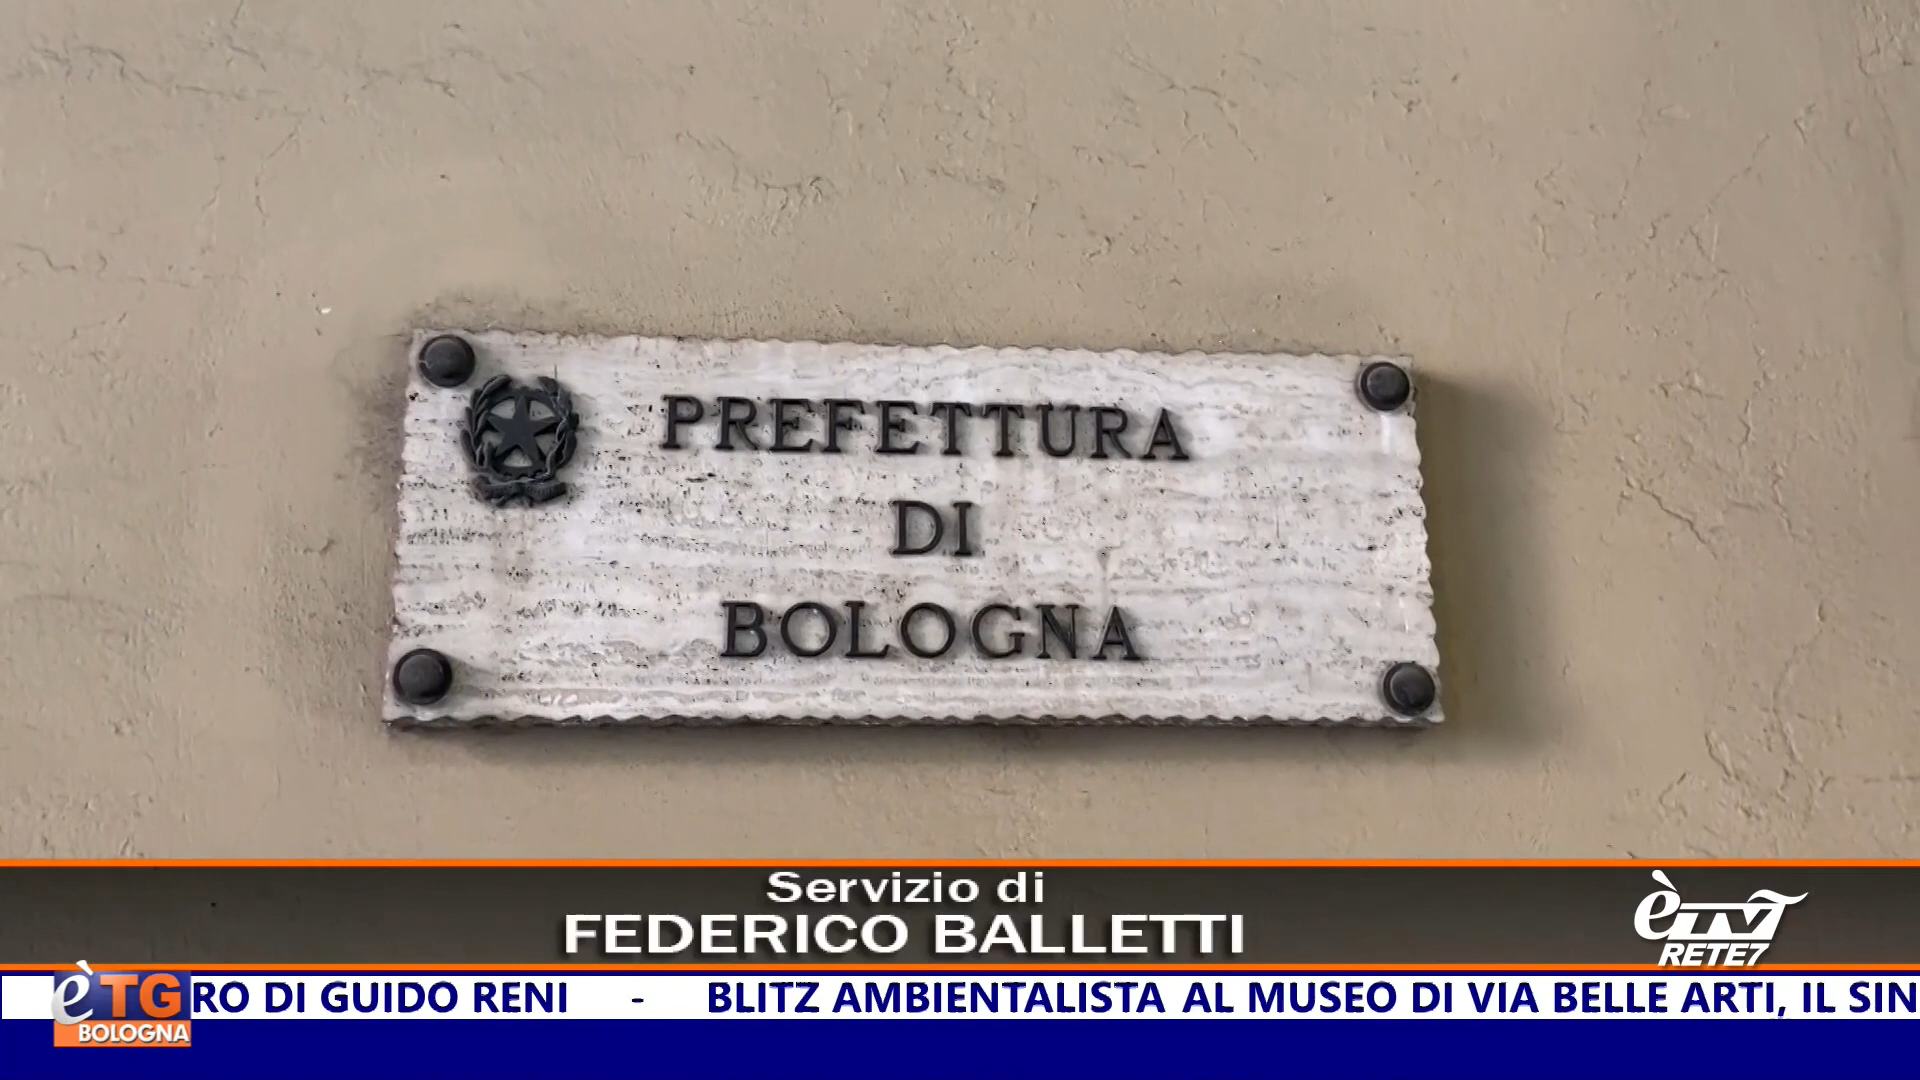 PREFETTURA
DI
BOLOGNA
Servizio di
FEDERICO BALLETTI
èTV
RETE7
èTG
BOLOGNA
RO DI GUIDO RENI - BLITZ AMBIENTALISTA AL MUSEO DI VIA BELLE ARTI, IL SIN